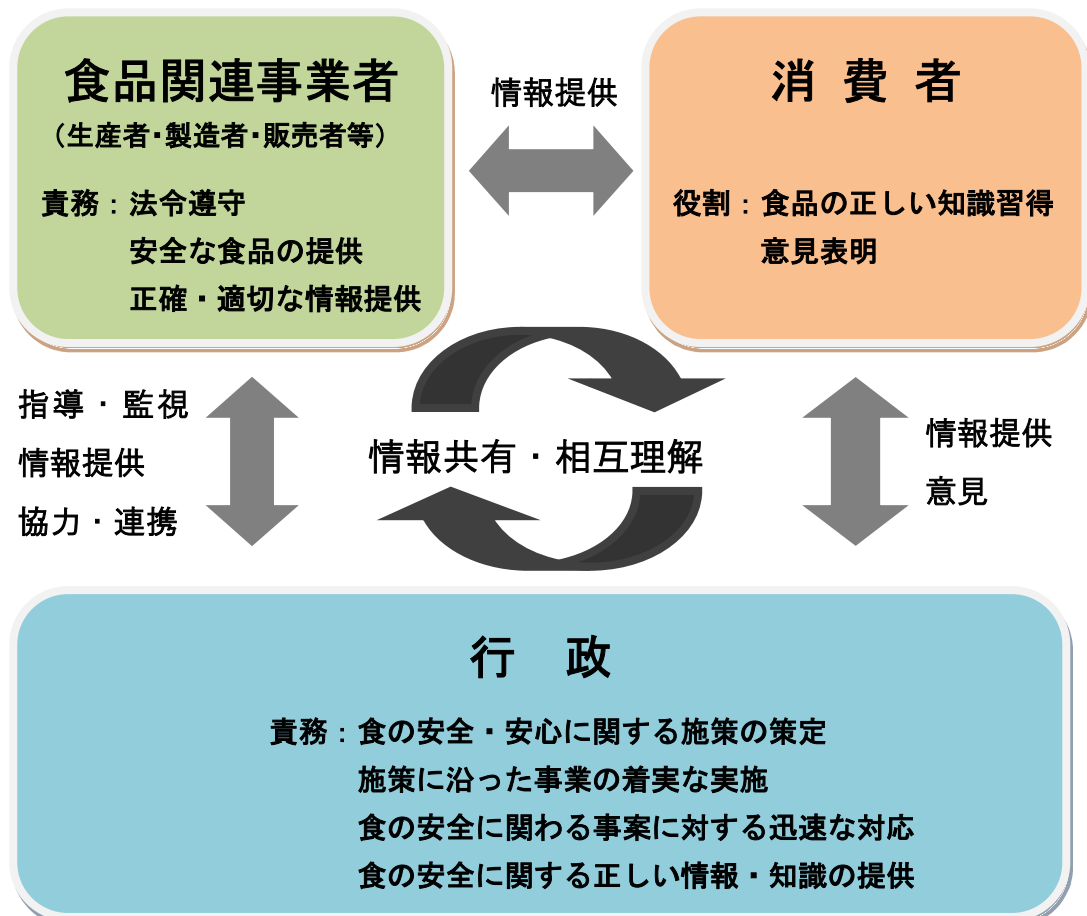 食品関連事業者
（生産者・製造者・販売者等）
責務：法令遵守
安全な食品の提供
正確・適切な情報提供
情報提供
消 費 者
役割：食品の正しい知識習得
意見表明
指導・監視
情報提供
協力・連携
情報共有・相互理解
情報提供
意見
行　政
責務：食の安全・安心に関する施策の策定
施策に沿った事業の着実な実施
食の安全に関わる事案に対する迅速な対応
食の安全に関する正しい情報・知識の提供